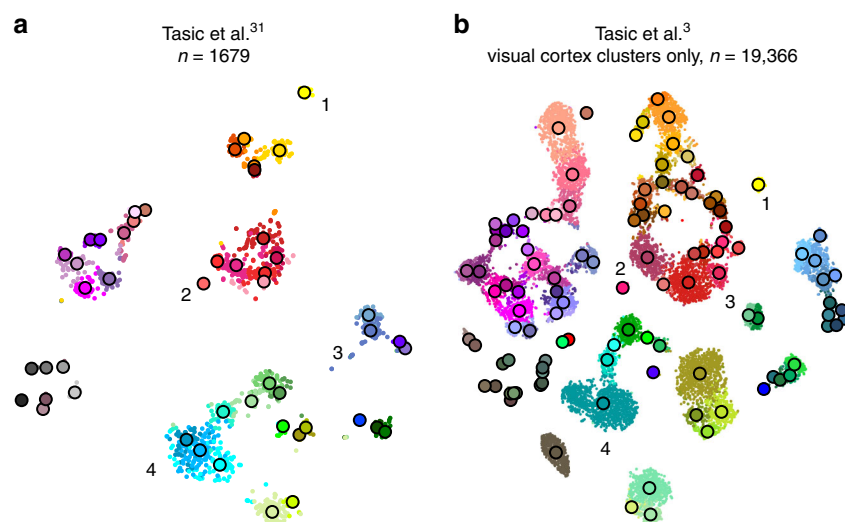 a
Tasic et al.31
n = 1679
1
2
3
4
b
Tasic et al.3
visual cortex clusters only, n = 19,366
1
2
3
4